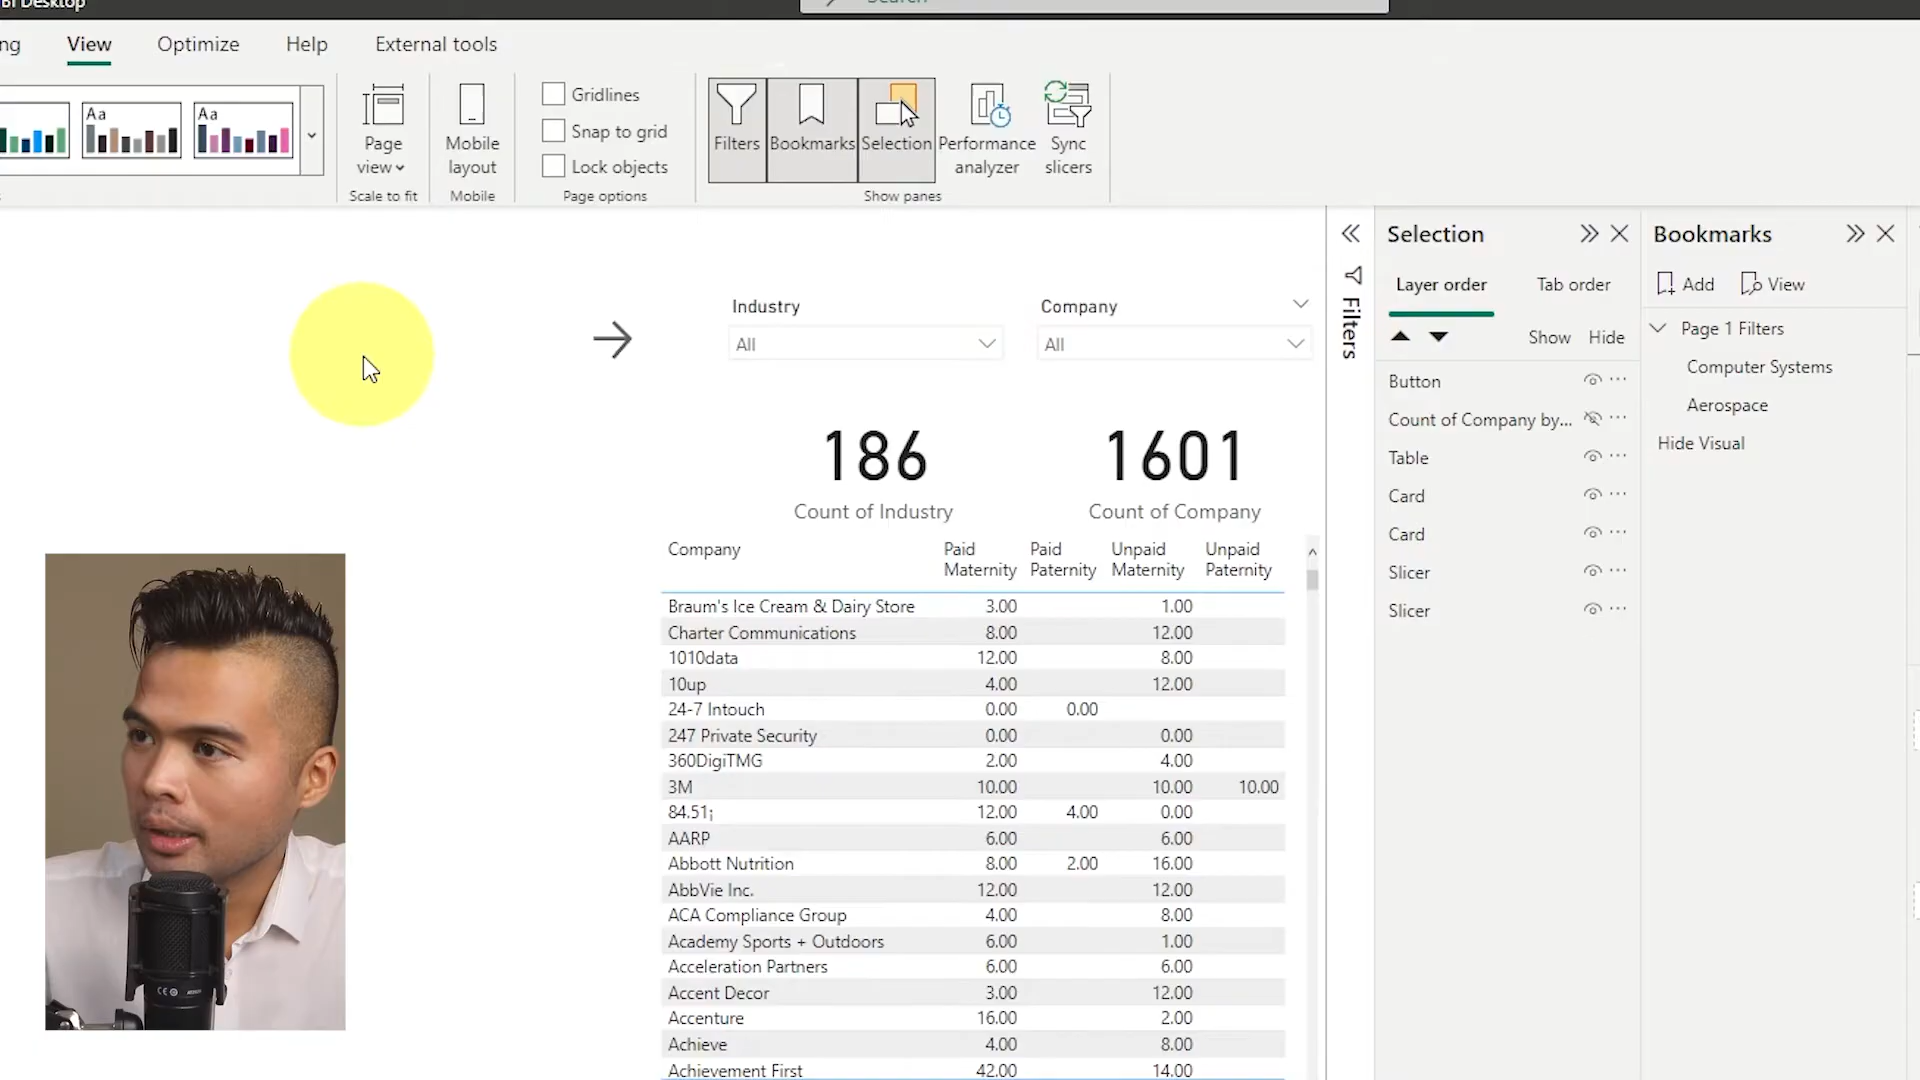 BI Desktop
Search
ng
View
Optimize
Help
External tools
Aa
Aa
Page view
Scale to fit
Mobile layout
Mobile
Gridlines
Snap to grid
Lock objects
Page options
Filters
Bookmarks
Selection
Performance analyzer
Sync slicers
Show panes
Industry
All
Company
All
186
Count of Industry
1601
Count of Company
Company Paid Maternity Paid Paternity Unpaid Maternity Unpaid Paternity
Braum's Ice Cream & Dairy Store 3.00 1.00
Charter Communications 8.00 12.00
1010data 12.00 8.00
10up 4.00 12.00
24-7 Intouch 0.00 0.00
247 Private Security 0.00 0.00
360DigiTMG 2.00 4.00
3M 10.00 10.00 10.00
84.51¡ 12.00 4.00 0.00
AARP 6.00 6.00
Abbott Nutrition 8.00 2.00 16.00
AbbVie Inc. 12.00 12.00
ACA Compliance Group 4.00 8.00
Academy Sports + Outdoors 6.00 1.00
Acceleration Partners 6.00 6.00
Accent Decor 3.00 12.00
Accenture 16.00 2.00
Achieve 4.00 8.00
Achievement First 42.00 14.00
Filters
Selection
Layer order
Tab order
Show
Hide
Button
Count of Company by...
Table
Card
Card
Slicer
Slicer
Bookmarks
Add
View
Page 1 Filters
Computer Systems
Aerospace
Hide Visual